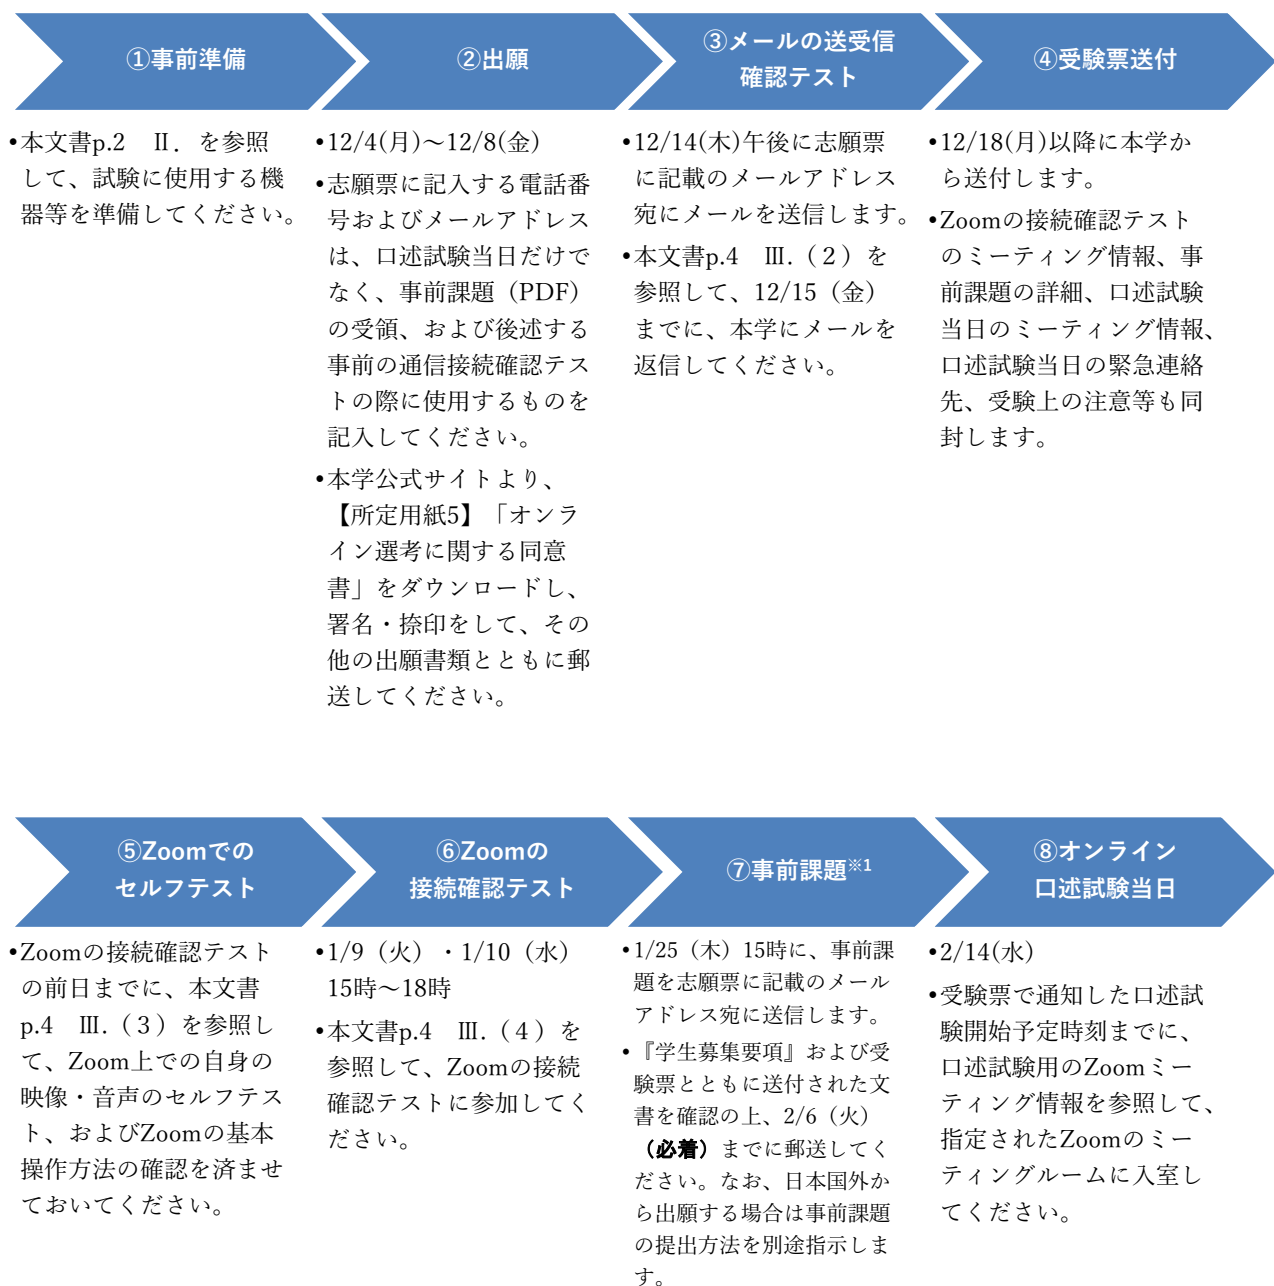 ①事前準備
②出願
③メールの送受信
確認テスト
④受験票送付
•本文書p.2　Ⅱ．を参照
して、試験に使用する機
器等を準備してください。
•12/4(月)～12/8(金)
•志願票に記入する電話番
号およびメールアドレス
は、口述試験当日だけで
なく、事前課題（PDF）
の受領、および後述する
事前の通信接続確認テス
トの際に使用するものを
記入してください。
•本学公式サイトより、
【所定用紙5】「オンラ
イン選考に関する同意
書」をダウンロードし、
署名・捺印をして、その
他の出願書類とともに郵
送してください。
•12/14(木)午後に志願票
に記載のメールアドレス
宛にメールを送信します。
•本文書p.4　Ⅲ.（２）を
参照して、12/15（金）
までに、本学にメールを
返信してください。
•12/18(月)以降に本学か
ら送付します。
•Zoomの接続確認テスト
のミーティング情報、事
前課題の詳細、口述試験
当日のミーティング情報、
口述試験当日の緊急連絡
先、受験上の注意等も同
封します。
⑤Zoomでの
セルフテスト
⑥Zoomの
接続確認テスト
⑦事前課題※1
⑧オンライン
口述試験当日
•Zoomの接続確認テスト
の前日までに、本文書
p.4　Ⅲ.（３）を参照し
て、Zoom上での自身の
映像・音声のセルフテス
ト、およびZoomの基本
操作方法の確認を済ませ
ておいてください。
•1/9（火）・1/10（水）
15時～18時
•本文書p.4　Ⅲ.（４）を
参照して、Zoomの接続
確認テストに参加してく
ださい。
•1/25（木）15時に、事前課
題を志願票に記載のメール
アドレス宛に送信します。
•『学生募集要項』および受
験票とともに送付された文
書を確認の上、2/6（火）
（必着）までに郵送してく
ださい。なお、日本国外か
ら出願する場合は事前課題
の提出方法を別途指示しま
す。
•2/14(水)
•受験票で通知した口述試
験開始予定時刻までに、
口述試験用のZoomミー
ティング情報を参照して、
指定されたZoomのミー
ティングルームに入室し
てください。